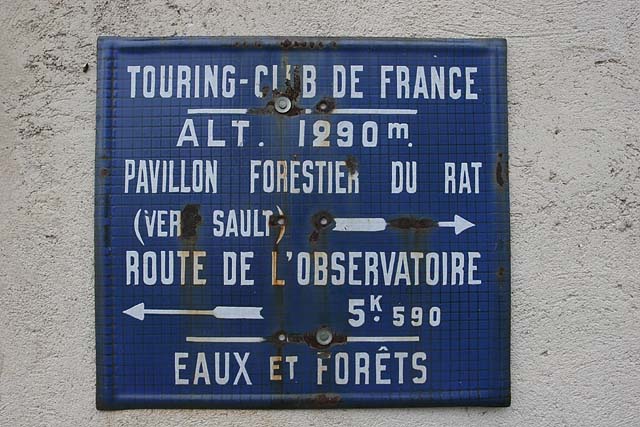 TOURING-CLUB DE FRANCE
ALT. 1290m.
PAVILLON FORESTIER DU RAT
(VERS SAULT)
ROUTE DE L'OBSERVATOIRE
5K. 590
EAUX ET FORÊTS